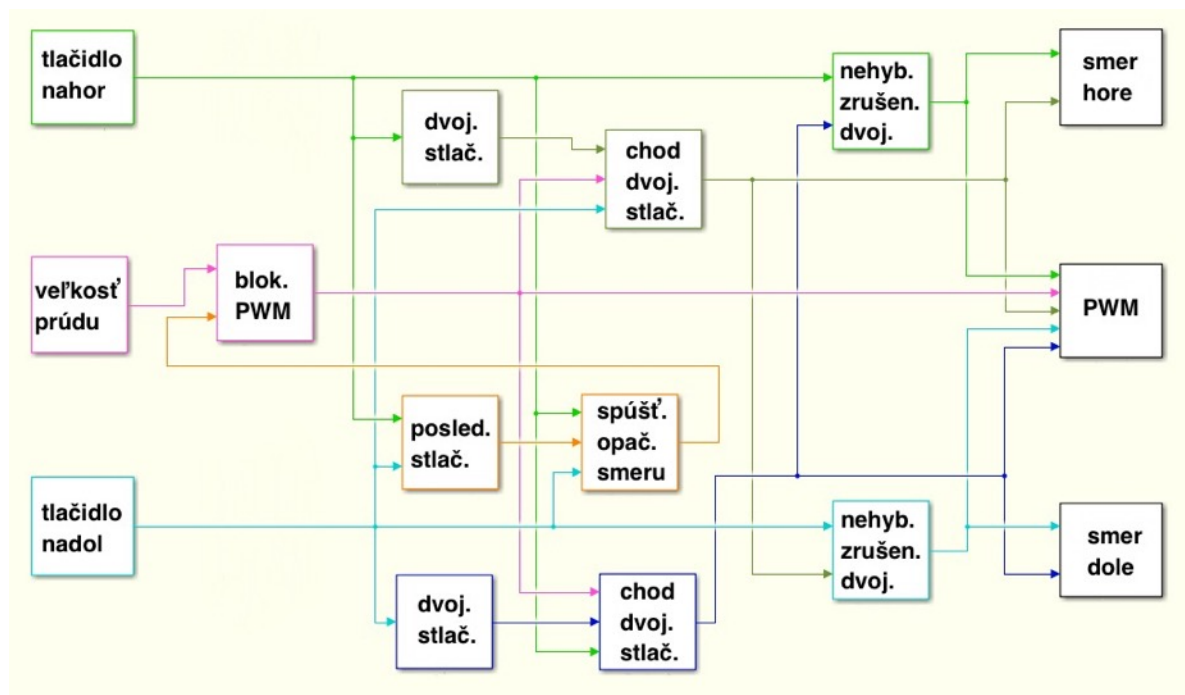 tlačidlo
nahor
dvoj.
stlač.
chod
dvoj.
stlač.
nehyb.
zrušen.
dvoj.
smer
hore
veľkosť
prúdu
blok.
PWM
PWM
posled.
stlač.
spúšť.
opač.
smeru
tlačidlo
nadol
dvoj.
stlač.
chod
dvoj.
stlač.
nehyb.
zrušen.
dvoj.
smer
dole